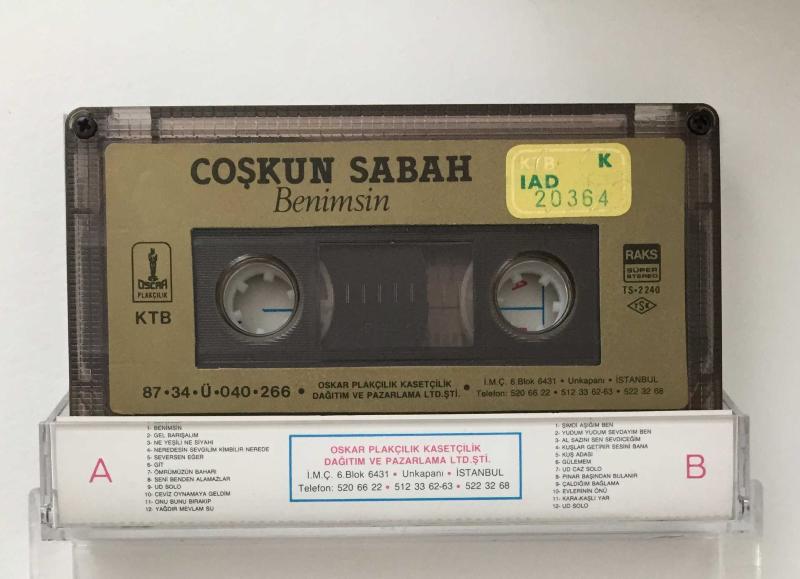 COŞKUN SABAH
Benimsin
KTB K
IAD
20364
OSCAR
PLAKÇILIK
KTB
RAKS
SÜPER
STEREO
TS•2240
TSK
87•34•Ü•040•266 • OSKAR PLAKÇILIK KASETÇİLİK
DAĞITIM VE PAZARLAMA LTD.ŞTİ. •
İ.M.Ç. 6.Blok 6431 • Unkapanı • İSTANBUL
Telefon: 520 66 22 • 512 33 62-63 • 522 32 68
A
1- BENİMSİN
2- GEL BARIŞALIM
3- NE YEŞİLİ NE SİYAHI
4- NEREDESİN SEVGİLİM KİMBİLİR NEREDE
5- SEVERSEN EĞER
6- GİT
7- ÖMRÜMÜZÜN BAHARI
8- SENİ BENDEN ALAMAZLAR
9- UD SOLO
10- CEVİZ OYNAMAYA GELDİM
11- ONU BUNU BIRAKIP
12- YAĞDIR MEVLAM SU
OSKAR PLAKÇILIK KASETÇİLİK
DAĞITIM VE PAZARLAMA LTD.ŞTİ.
İ.M.Ç. 6.Blok 6431 • Unkapanı • İSTANBUL
Telefon: 520 66 22 • 512 33 62-63 • 522 32 68
1- ŞİMDİ AŞIĞIM BEN
2- YUDUM YUDUM SEVDAYIM BEN
3- AL SAZINI SEN SEVDİCEĞİM
4- KUŞLAR GETİRİR SESİNİ BANA
5- KUŞ ADASI
6- GÜLEMEM
7- UD CAZ SOLO
8- PINAR BAŞINDAN BULANIR
9- ÇALDIĞIM BAĞLAMA
10- EVLERİNİN ÖNÜ
11- KARA-KAŞLI YAR
12- UD SOLO
B